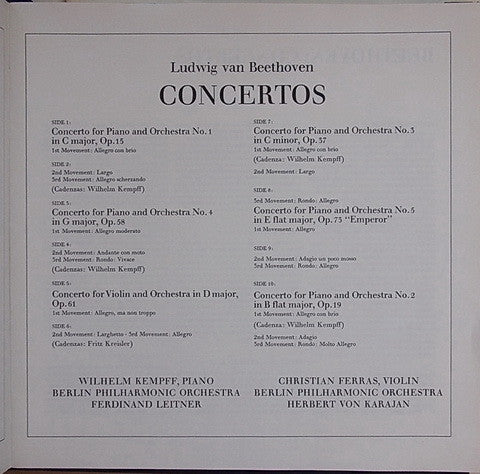 Ludwig van Beethoven
CONCERTOS
SIDE 1:
Concerto for Piano and Orchestra No. 1
in C major, Op. 15
1st Movement: Allegro con brio
SIDE 2:
2nd Movement: Largo
3rd Movement: Allegro scherzando
(Cadenzas: Wilhelm Kempff)
SIDE 3:
Concerto for Piano and Orchestra No. 4
in G major, Op. 58
1st Movement: Allegro moderato
SIDE 4:
2nd Movement: Andante con moto
3rd Movement: Rondo: Vivace
(Cadenzas: Wilhelm Kempff)
SIDE 5:
Concerto for Violin and Orchestra in D major,
Op. 61
1st Movement: Allegro, ma non troppo
SIDE 6:
2nd Movement: Larghetto - 3rd Movement: Allegro
(Cadenzas: Fritz Kreisler)
SIDE 7:
Concerto for Piano and Orchestra No. 3
in C minor, Op. 37
1st Movement: Allegro con brio
(Cadenza: Wilhelm Kempff)
2nd Movement: Largo
SIDE 8:
3rd Movement: Rondo: Allegro
Concerto for Piano and Orchestra No. 5
in E flat major, Op. 73 "Emperor"
1st Movement: Allegro
SIDE 9:
2nd Movement: Adagio un poco mosso
3rd Movement: Rondo: Allegro
SIDE 10:
Concerto for Piano and Orchestra No. 2
in B flat major, Op. 19
1st Movement: Allegro con brio
(Cadenza: Wilhelm Kempff)
2nd Movement: Adagio
3rd Movement: Rondo: Molto Allegro
WILHELM KEMPFF, PIANO
BERLIN PHILHARMONIC ORCHESTRA
FERDINAND LEITNER
CHRISTIAN FERRAS, VIOLIN
BERLIN PHILHARMONIC ORCHESTRA
HERBERT VON KARAJAN